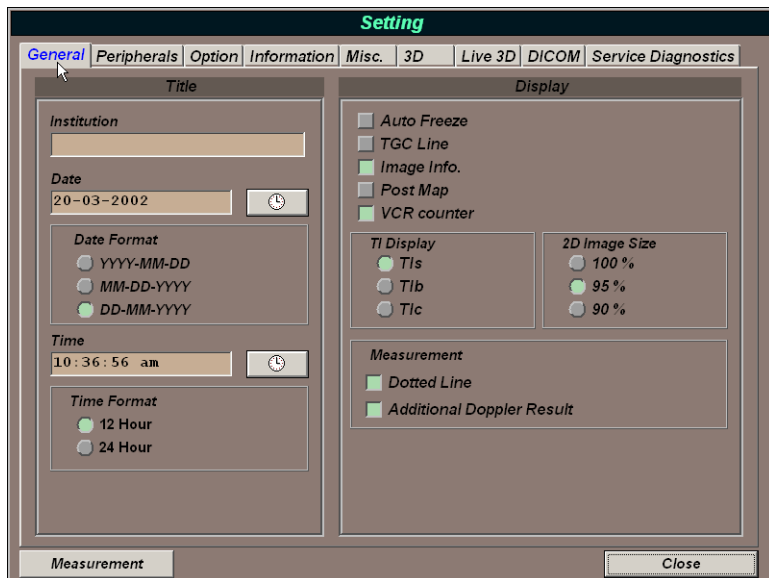 Setting
General Peripherals Option Information Misc. 3D Live 3D DICOM Service Diagnostics
Title
Institution
Date
20-03-2002
Date Format
YYYY-MM-DD
MM-DD-YYYY
DD-MM-YYYY
Time
10:36:56 am
Time Format
12 Hour
24 Hour
Display
Auto Freeze
TGC Line
Image Info.
Post Map
VCR counter
TI Display
TIs
TIb
TIc
2D Image Size
100 %
95 %
90 %
Measurement
Dotted Line
Additional Doppler Result
Measurement
Close